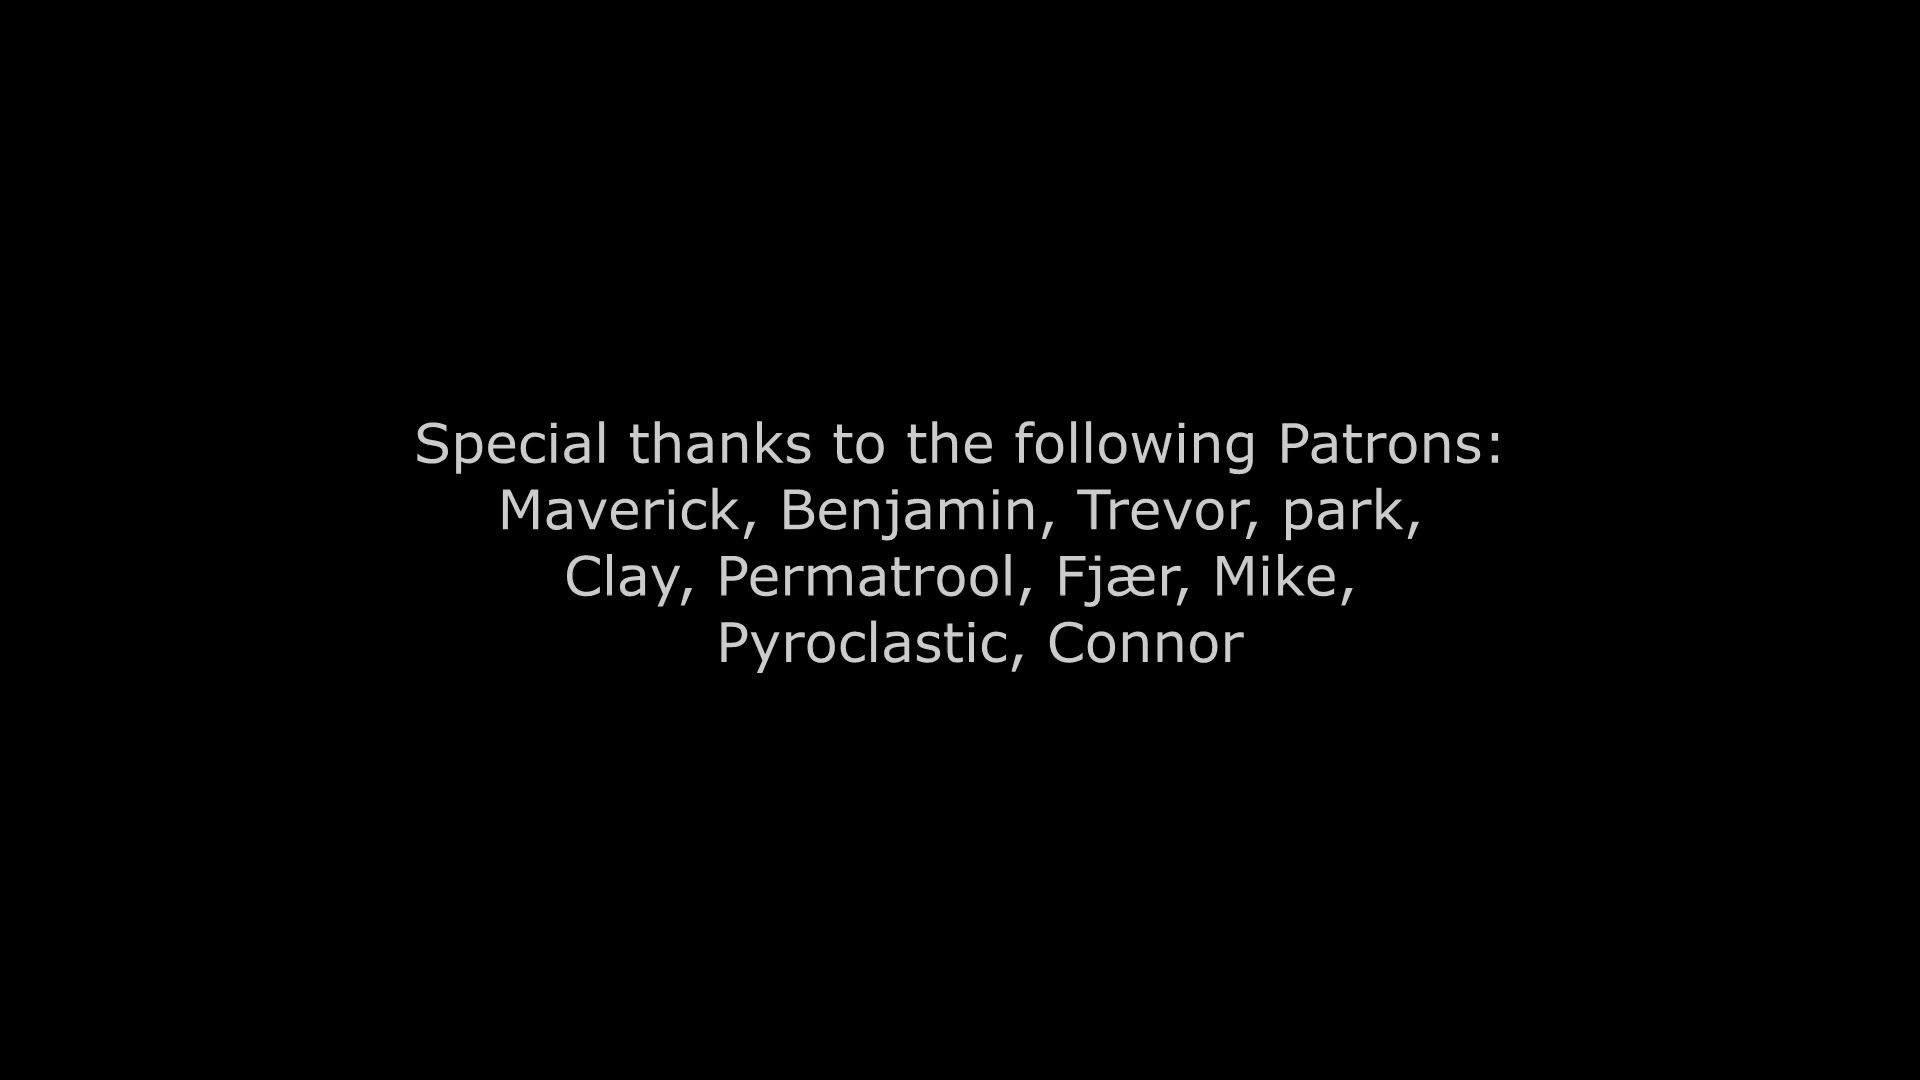 Special thanks to the following Patrons:
Maverick, Benjamin, Trevor, park,
Clay, Permatrool, Fjær, Mike,
Pyroclastic, Connor